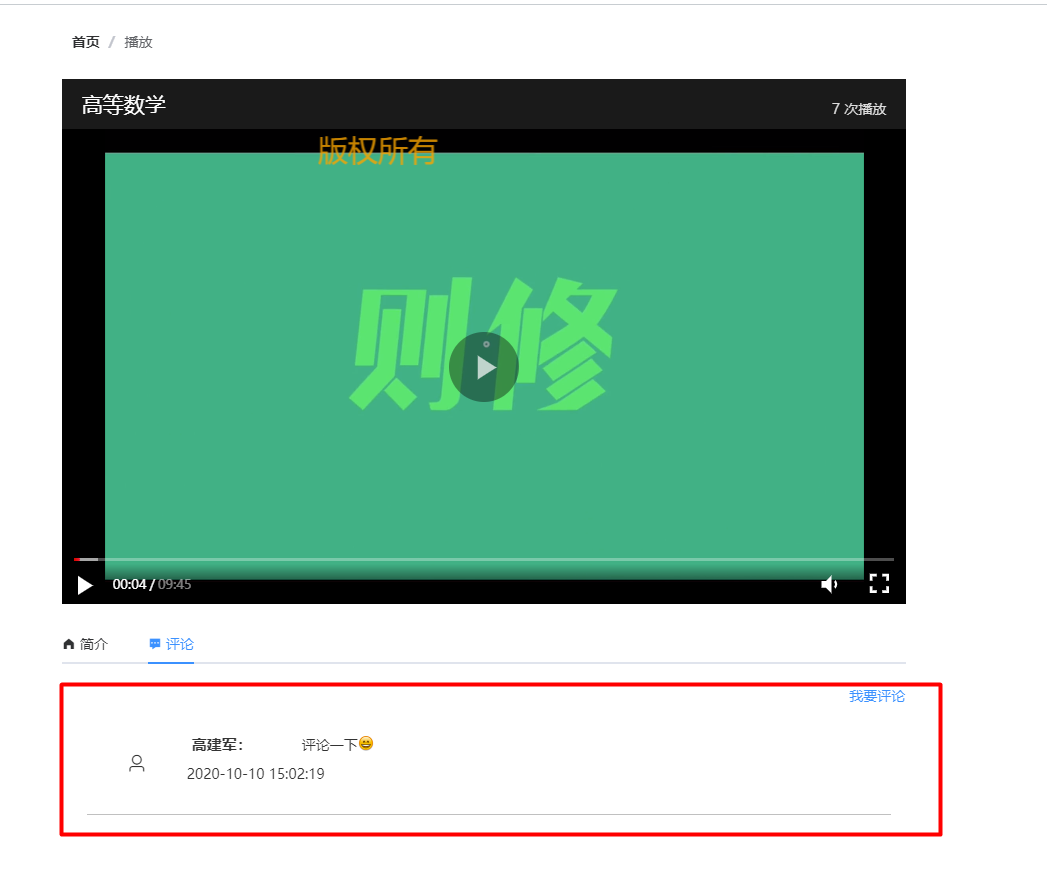 首页 / 播放
高等数学
7 次播放
版权所有
则修
00:04 / 09:45
简介 评论
我要评论
高建军： 评论一下😄
2020-10-10 15:02:19